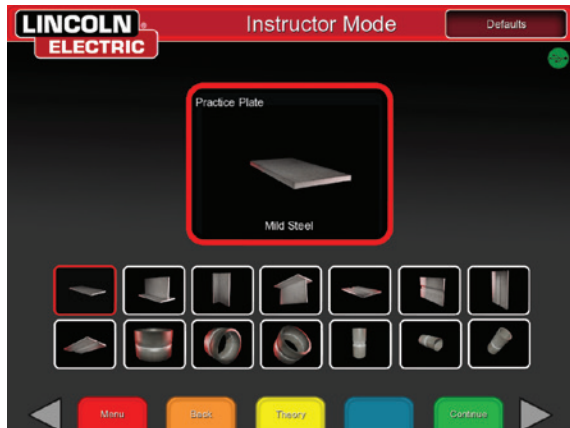 LINCOLN ® ELECTRIC
Instructor Mode
Defaults
Practice Plate
Mild Steel
Menu
Back
Theory
Continue